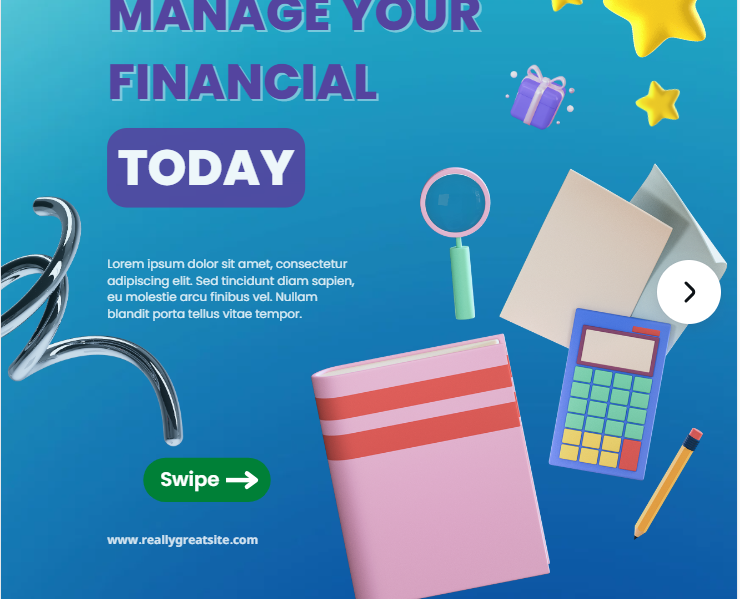 MANAGE YOUR
FINANCIAL
TODAY
Lorem ipsum dolor sit amet, consectetur
adipiscing elit. Sed tincidunt diam sapien,
eu molestie arcu finibus vel. Nullam
blandit porta tellus vitae tempor.
Swipe
www.reallygreatsite.com